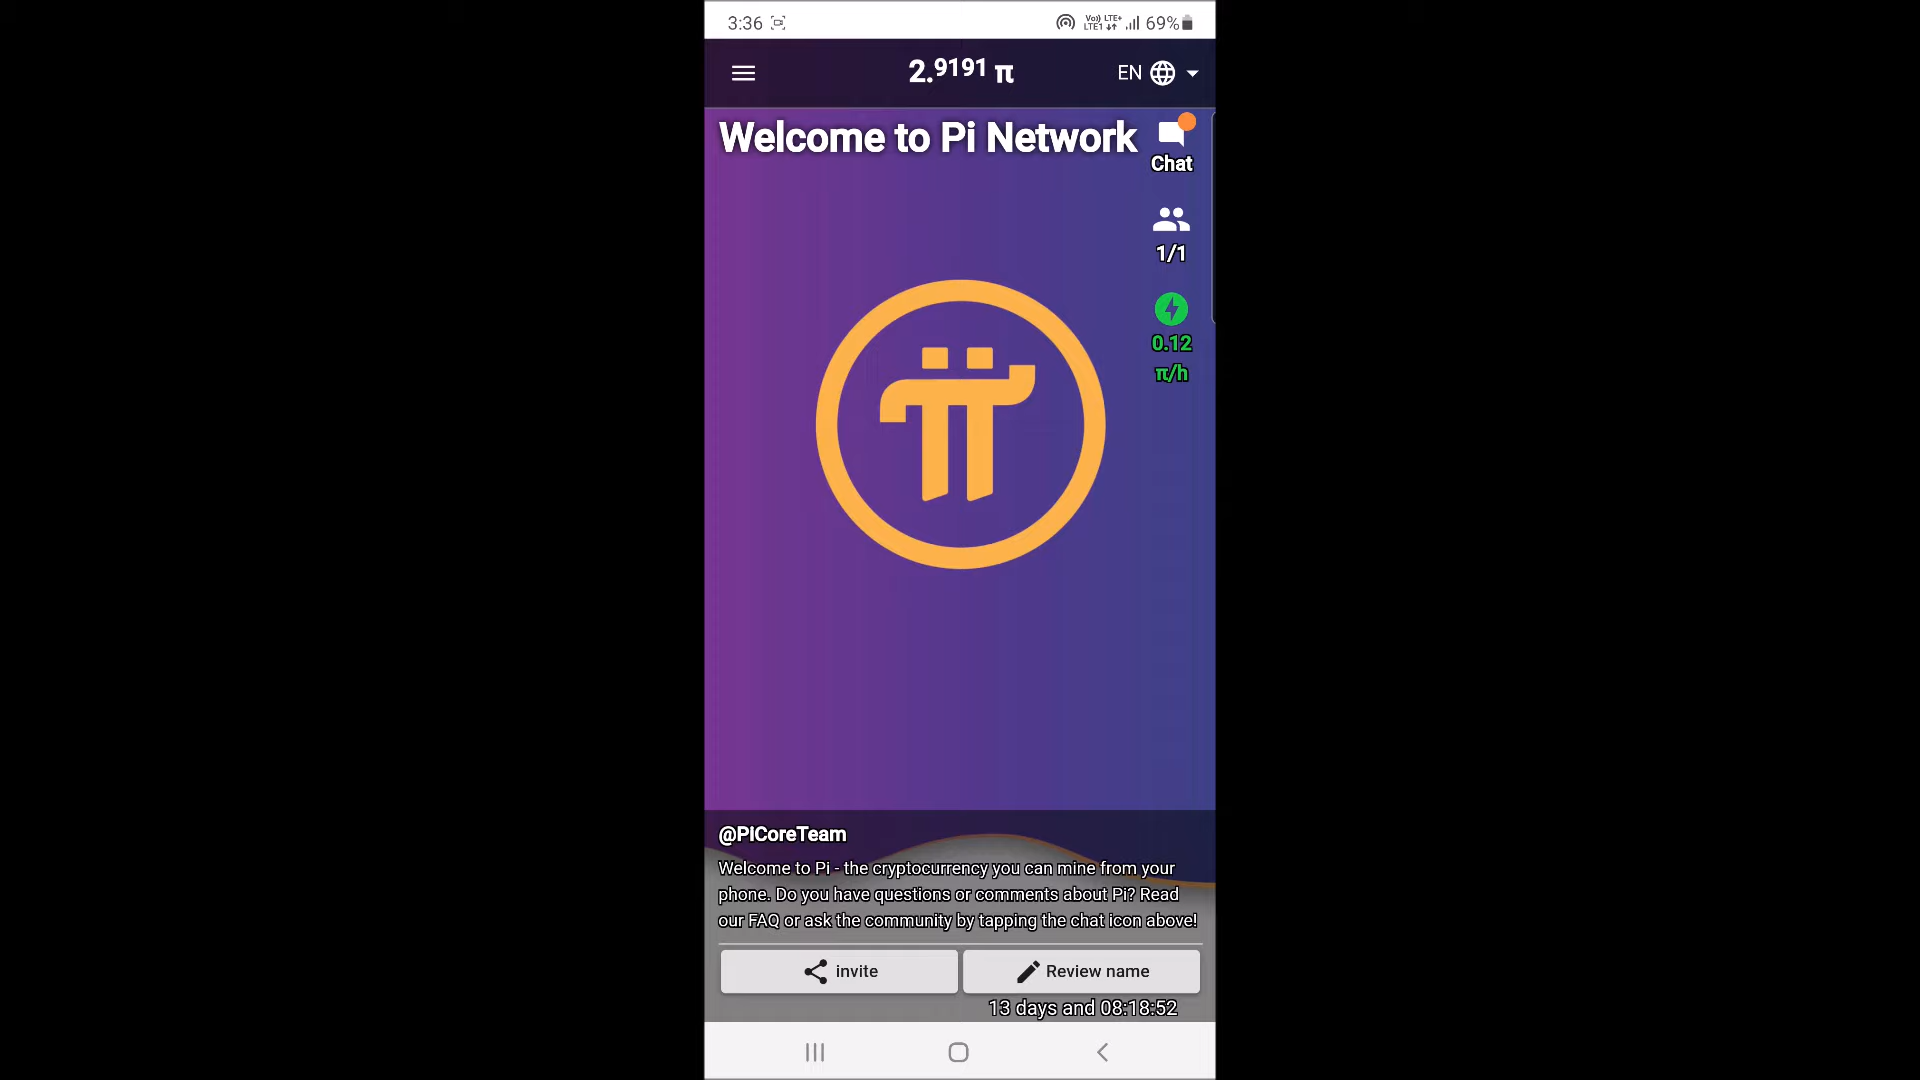 3:36 Vo) LTE+ LTE1 69%
2.9191 π EN
Welcome to Pi Network
Chat
1/1
0.12
π/h
@PiCoreTeam
Welcome to Pi - the cryptocurrency you can mine from your
phone. Do you have questions or comments about Pi? Read
our FAQ or ask the community by tapping the chat icon above!
invite Review name
13 days and 08:18:52